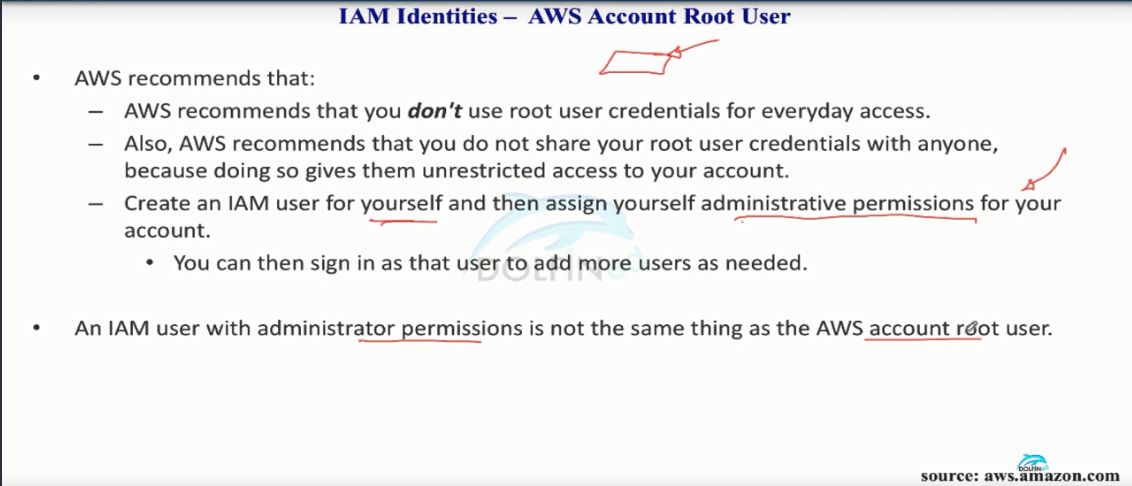 IAM Identities – AWS Account Root User
• AWS recommends that:
– AWS recommends that you don't use root user credentials for everyday access.
– Also, AWS recommends that you do not share your root user credentials with anyone,
because doing so gives them unrestricted access to your account.
– Create an IAM user for yourself and then assign yourself administrative permissions for your
account.
• You can then sign in as that user to add more users as needed.
DOLFIN
• An IAM user with administrator permissions is not the same thing as the AWS account root user.
DOLFIN
source: aws.amazon.com